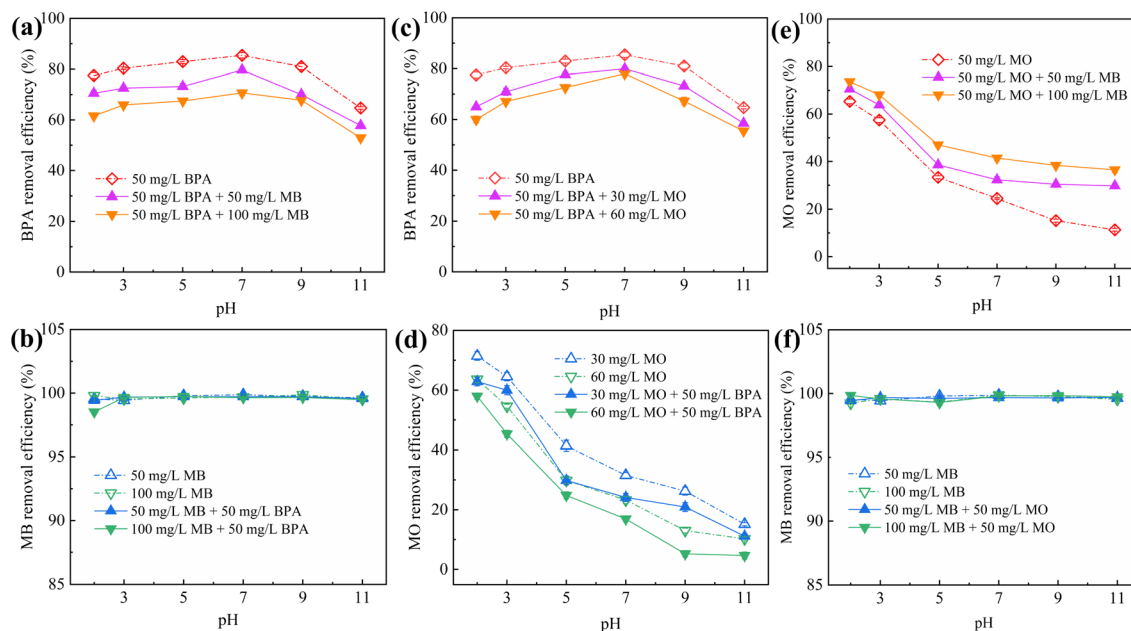 (a)
100
80
60
40
20
0
BPA removal efficiency (%)
50 mg/L BPA
50 mg/L BPA + 50 mg/L MB
50 mg/L BPA + 100 mg/L MB
3 5 7 9 11
pH
(c)
100
80
60
40
20
0
BPA removal efficiency (%)
50 mg/L BPA
50 mg/L BPA + 30 mg/L MO
50 mg/L BPA + 60 mg/L MO
3 5 7 9 11
pH
(e)
100
80
60
40
20
0
MO removal efficiency (%)
50 mg/L MO
50 mg/L MO + 50 mg/L MB
50 mg/L MO + 100 mg/L MB
3 5 7 9 11
pH
(b)
105
100
95
90
85
MB removal efficiency (%)
50 mg/L MB
100 mg/L MB
50 mg/L MB + 50 mg/L BPA
100 mg/L MB + 50 mg/L BPA
3 5 7 9 11
pH
(d)
80
60
40
20
0
MO removal efficiency (%)
30 mg/L MO
60 mg/L MO
30 mg/L MO + 50 mg/L BPA
60 mg/L MO + 50 mg/L BPA
3 5 7 9 11
pH
(f)
105
100
95
90
85
MB removal efficiency (%)
50 mg/L MB
100 mg/L MB
50 mg/L MB + 50 mg/L MO
100 mg/L MB + 50 mg/L MO
3 5 7 9 11
pH